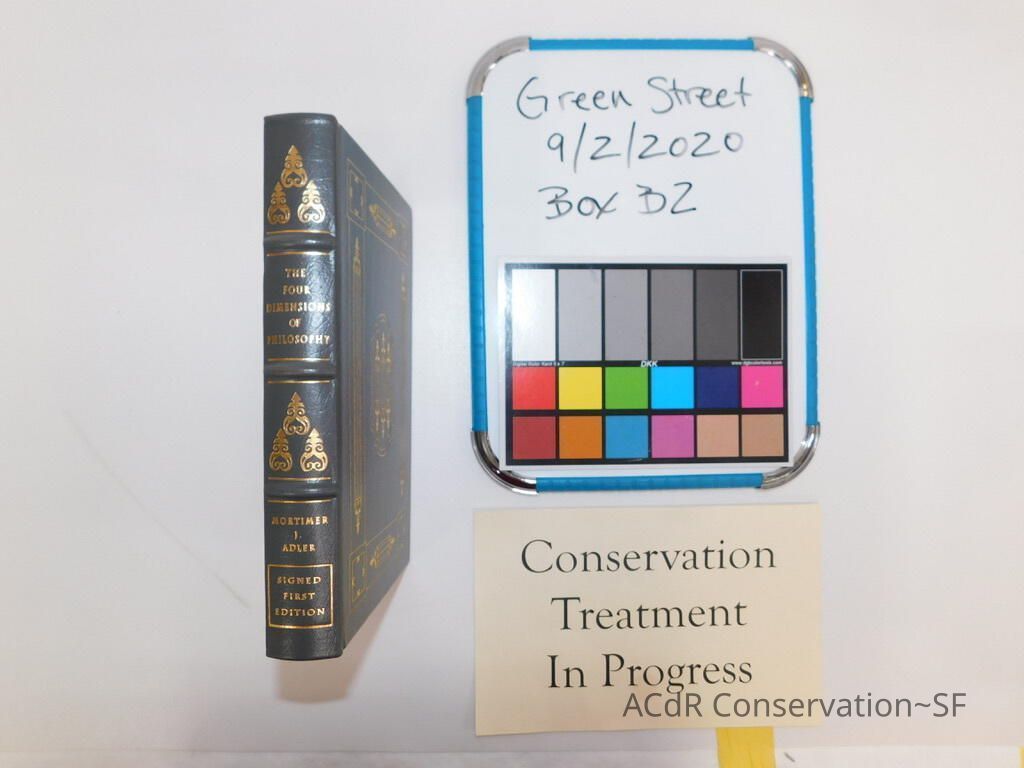 THE
FOUR
DIMENSIONS
OF
PHILOSOPHY
MORTIMER
J.
ADLER
SIGNED
FIRST
EDITION
Green Street
9/2/2020
Box B2
DKK
Conservation
Treatment
In Progress
ACdR Conservation~SF